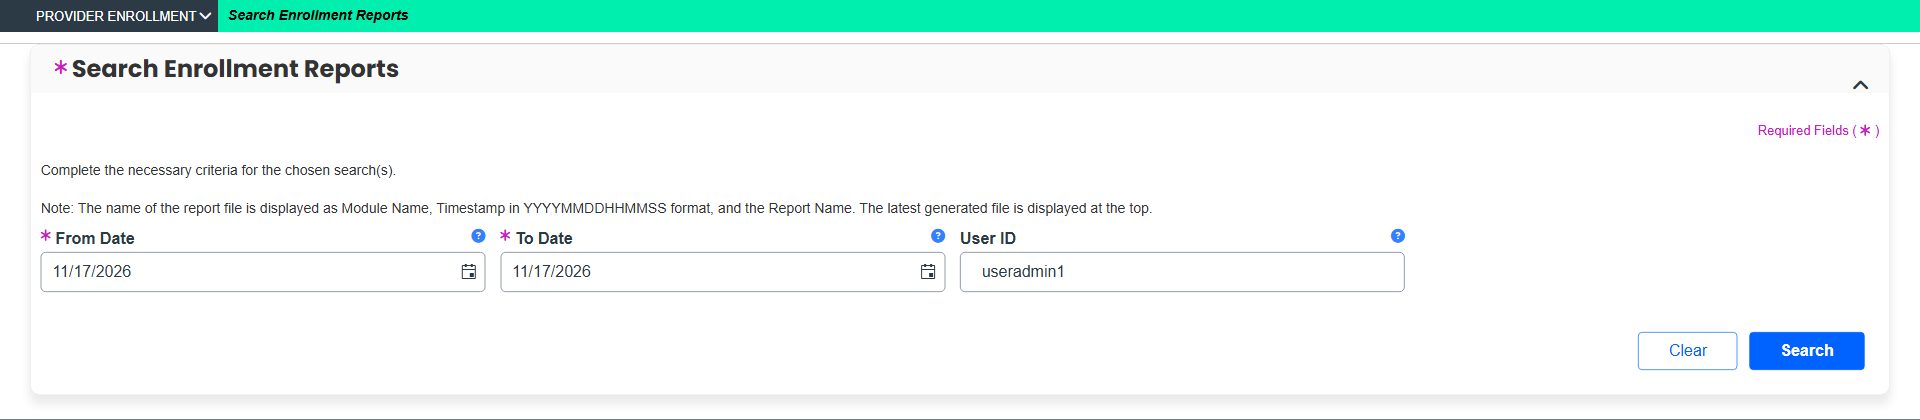 PROVIDER ENROLLMENT Search Enrollment Reports
* Search Enrollment Reports
Required Fields ( * )
Complete the necessary criteria for the chosen search(s).
Note: The name of the report file is displayed as Module Name, Timestamp in YYYYMMDDHHMMSS format, and the Report Name. The latest generated file is displayed at the top.
* From Date ? * To Date ? User ID ?
11/17/2026 11/17/2026 useradmin1
Clear Search